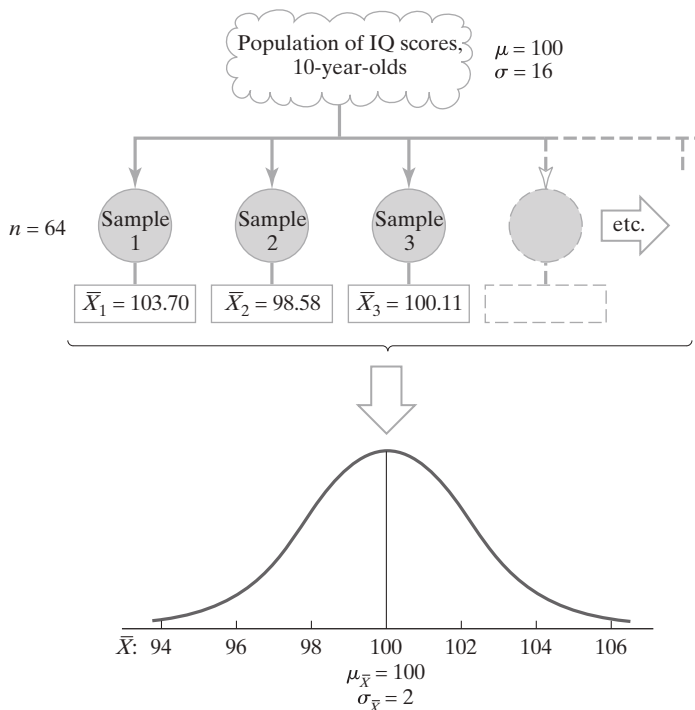 Population of IQ scores,
10-year-olds
μ = 100
σ = 16
n = 64
Sample
1
Sample
2
Sample
3
etc.
X̅₁ = 103.70
X̅₂ = 98.58
X̅₃ = 100.11
X̅: 94 96 98 100 102 104 106
μ_X̅ = 100
σ_X̅ = 2